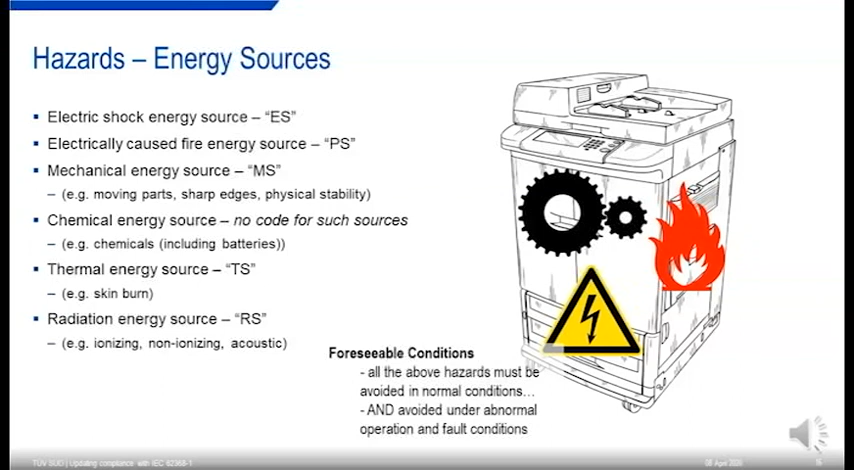 Hazards – Energy Sources
▪ Electric shock energy source – “ES”
▪ Electrically caused fire energy source – “PS”
▪ Mechanical energy source – “MS”
– (e.g. moving parts, sharp edges, physical stability)
▪ Chemical energy source – no code for such sources
– (e.g. chemicals (including batteries))
▪ Thermal energy source – “TS”
– (e.g. skin burn)
▪ Radiation energy source – “RS”
– (e.g. ionizing, non-ionizing, acoustic)
Foreseeable Conditions
- all the above hazards must be
avoided in normal conditions…
- AND avoided under abnormal
operation and fault conditions
TÜV SÜD | Updating compliance with IEC 62368-1